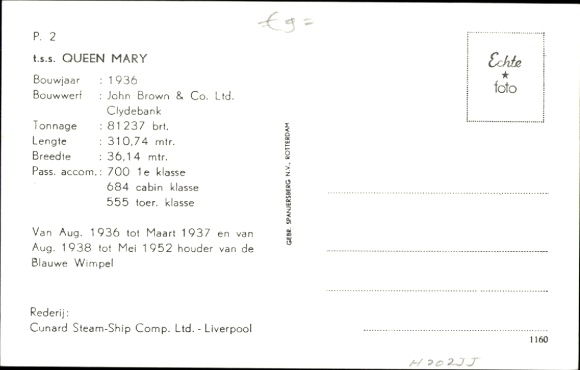 € 9 =
P. 2
t.s.s. QUEEN MARY
Bouwjaar : 1936
Bouwwerf : John Brown & Co. Ltd.
Clydebank
Tonnage : 81237 brt.
Lengte : 310,74 mtr.
Breedte : 36,14 mtr.
Pass. accom. : 700 1e klasse
684 cabin klasse
555 toer. klasse
Van Aug. 1936 tot Maart 1937 en van
Aug. 1938 tot Mei 1952 houder van de
Blauwe Wimpel
Rederij:
Cunard Steam-Ship Comp. Ltd. - Liverpool
GEBR. SPANJERSBERG N.V., ROTTERDAM
Echte
foto
1160